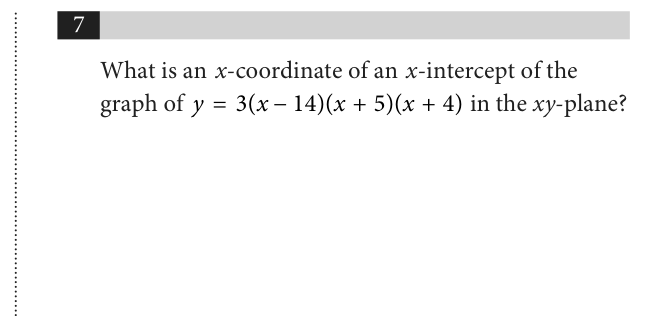 7
What is an x-coordinate of an x-intercept of the
graph of y = 3(x − 14)(x + 5)(x + 4) in the xy-plane?